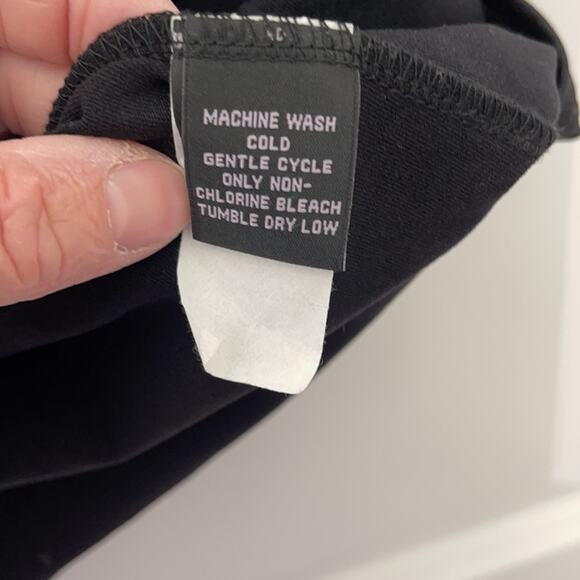 MACHINE WASH
COLD
GENTLE CYCLE
ONLY NON-
CHLORINE BLEACH
TUMBLE DRY LOW